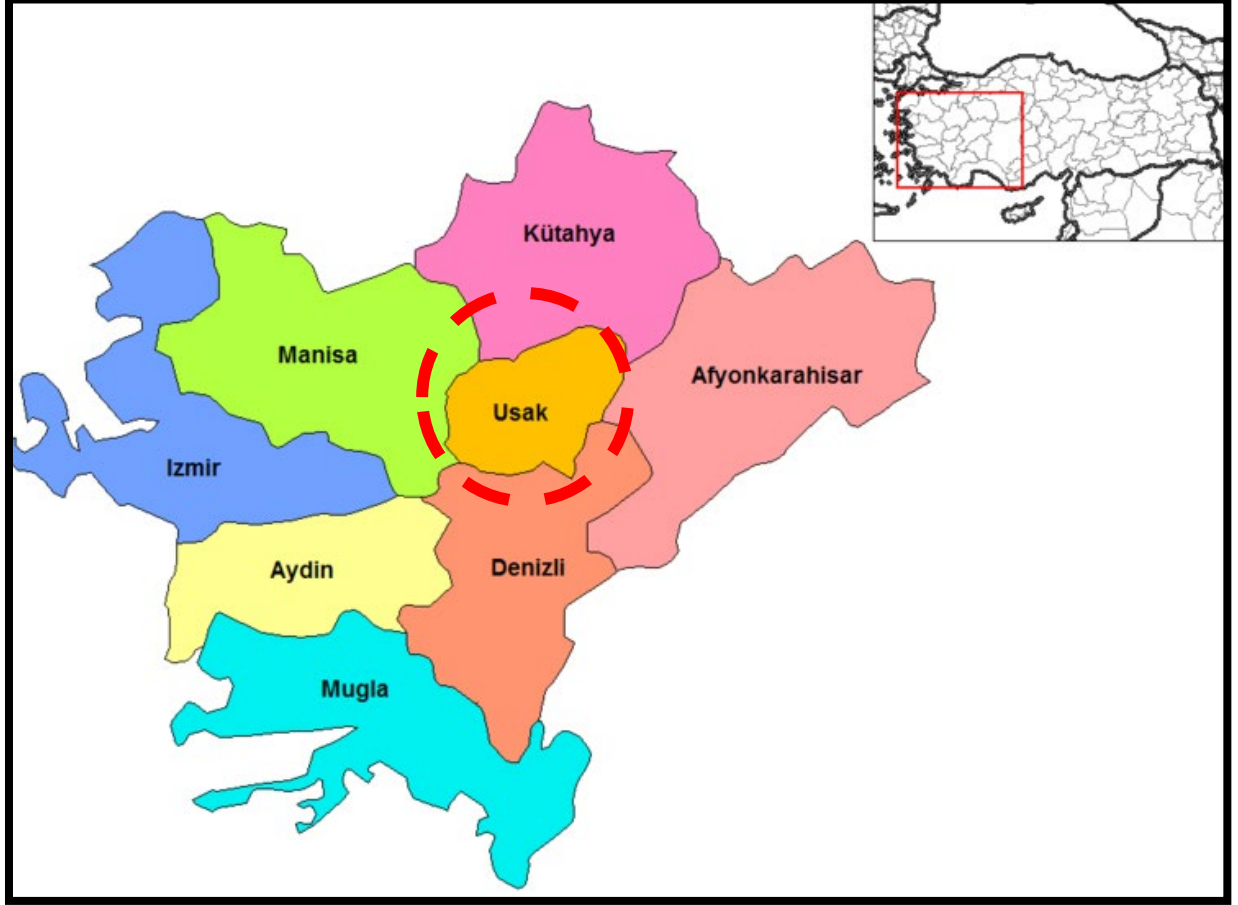 Kütahya
Manisa
Afyonkarahisar
Usak
Izmir
Aydin
Denizli
Mugla